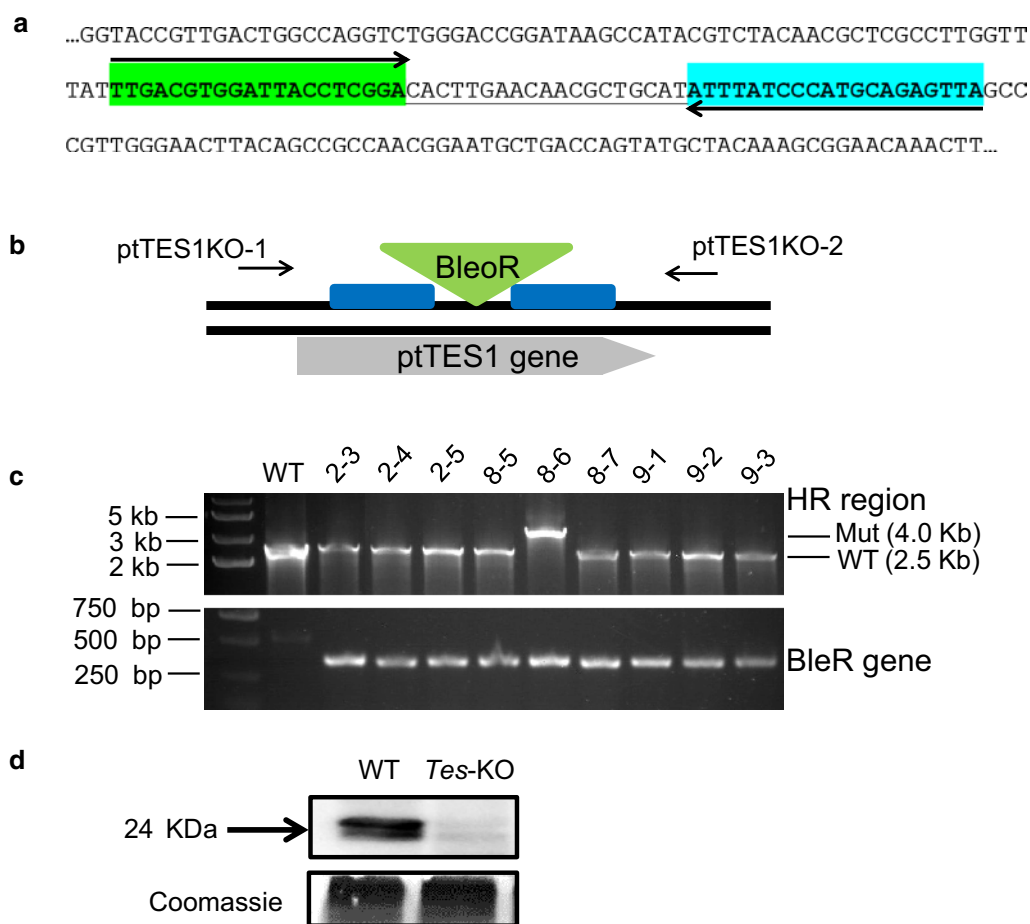 a
...GGTACCGTTGACTGGCCAGGTCTGGGACCGGATAAGCCATACGTCTACAACGCTCGCCTTGGTT
TATTTGACGTGGATTACCTCGGACACTTGAACAACGCTGCATATTTATCCCATGCAGAGTTAGCC
CGTTGGGAACTTACAGCCGCCAACGGAATGCTGACCAGTATGCTACAAAGCGGAACAAACTT...
b
ptTES1KO-1
BleoR
ptTES1KO-2
ptTES1 gene
c
WT 2-3 2-4 2-5 8-5 8-6 8-7 9-1 9-2 9-3
HR region
5 kb
3 kb
2 kb
Mut (4.0 Kb)
WT (2.5 Kb)
750 bp
500 bp
250 bp
BleR gene
d
WT Tes-KO
24 KDa
Coomassie